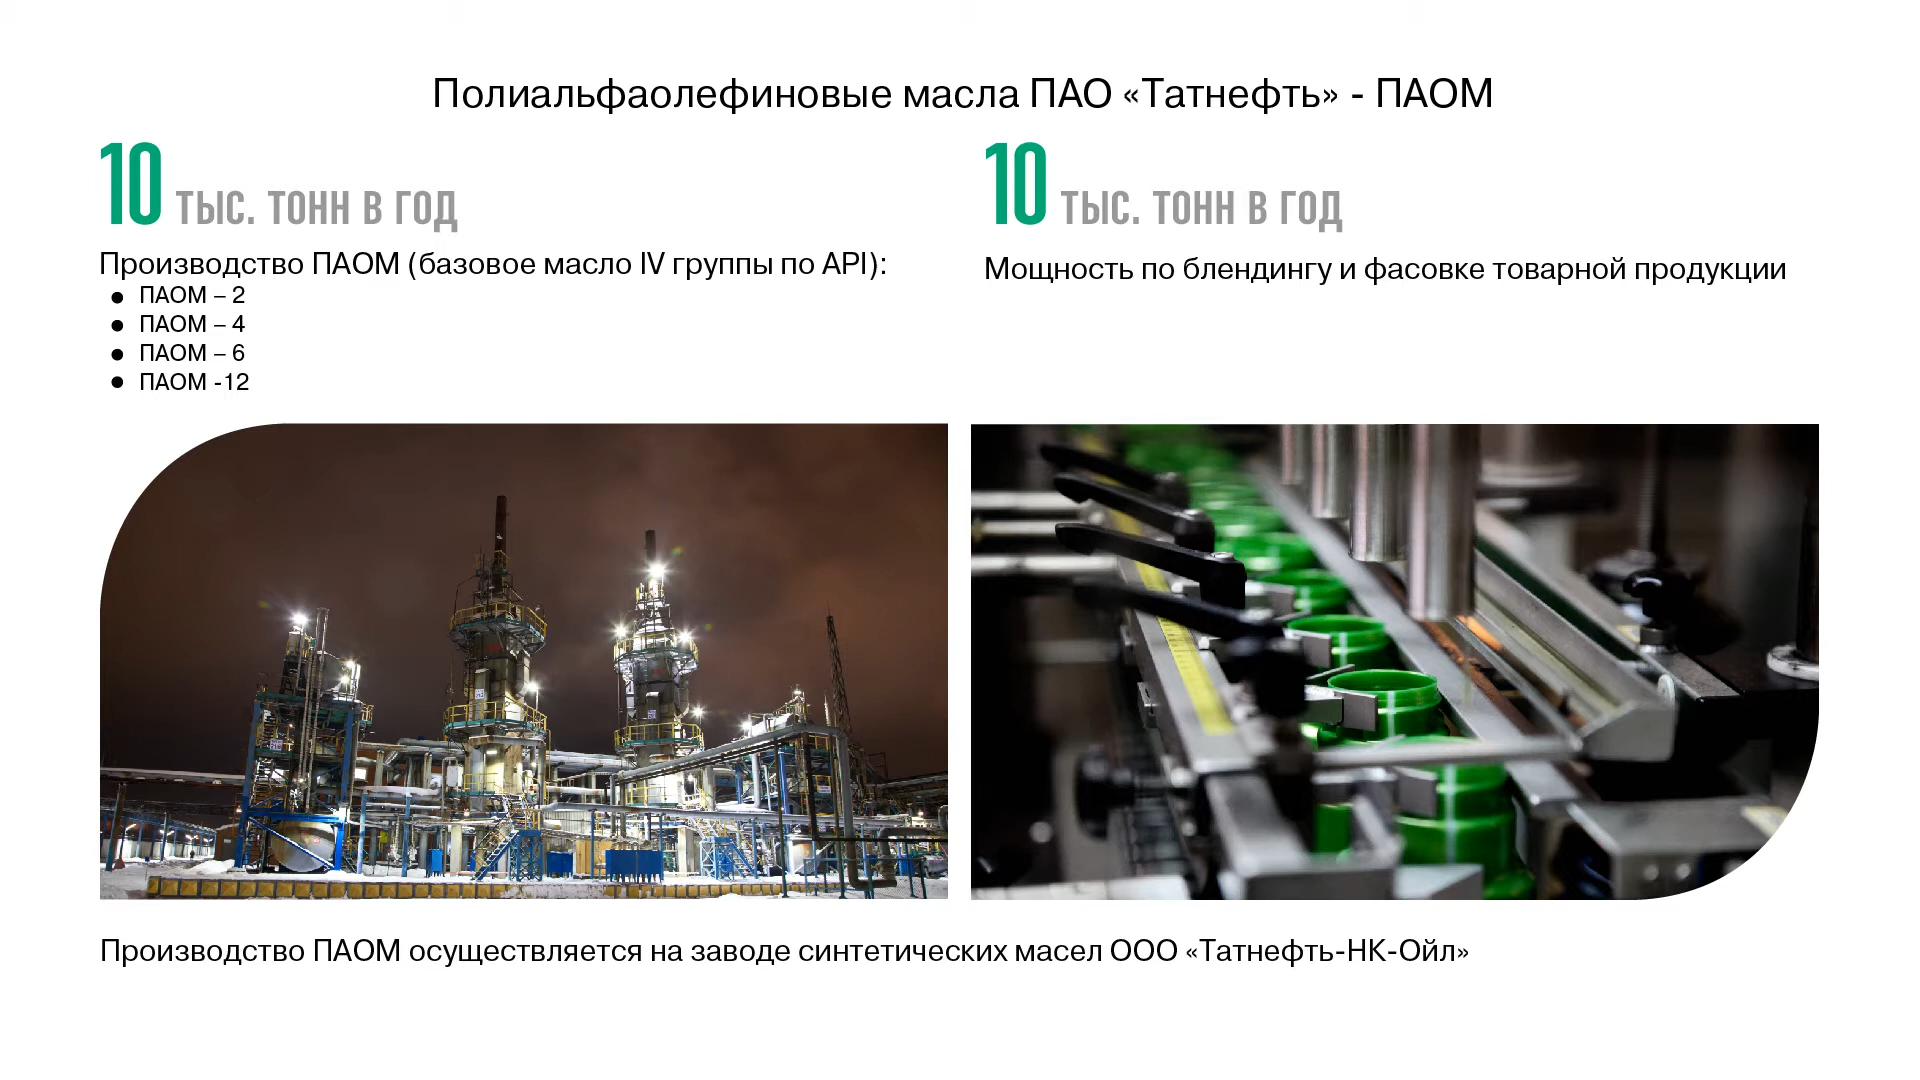 Полиальфаолефиновые масла ПАО «Татнефть» - ПАОМ
10 тыс. тонн в год
Производство ПАОМ (базовое масло IV группы по API):
● ПАОМ – 2
● ПАОМ – 4
● ПАОМ – 6
● ПАОМ -12
10 тыс. тонн в год
Мощность по блендингу и фасовке товарной продукции
Производство ПАОМ осуществляется на заводе синтетических масел ООО «Татнефть-НК-Ойл»